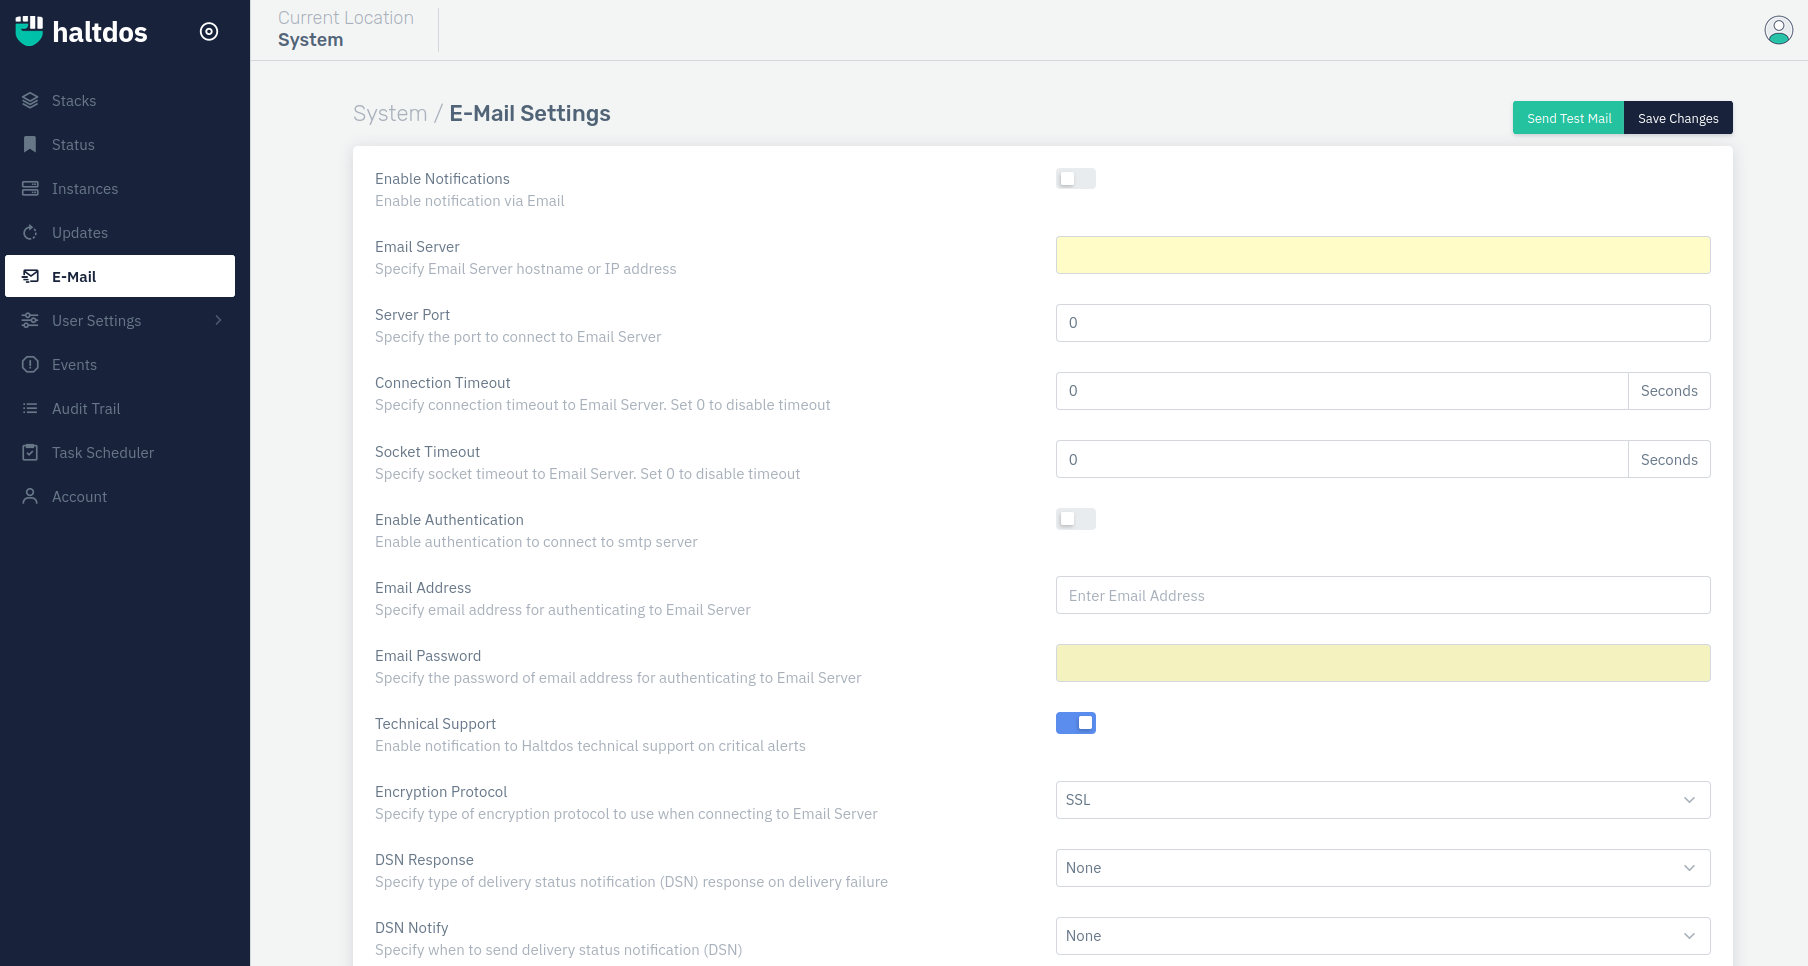 haltdos
Stacks
Status
Instances
Updates
E-Mail
User Settings
Events
Audit Trail
Task Scheduler
Account
Current Location
System
System / E-Mail Settings
Send Test Mail
Save Changes
Enable Notifications
Enable notification via Email
Email Server
Specify Email Server hostname or IP address
Server Port
Specify the port to connect to Email Server
0
Connection Timeout
Specify connection timeout to Email Server. Set 0 to disable timeout
0
Seconds
Socket Timeout
Specify socket timeout to Email Server. Set 0 to disable timeout
0
Seconds
Enable Authentication
Enable authentication to connect to smtp server
Email Address
Specify email address for authenticating to Email Server
Enter Email Address
Email Password
Specify the password of email address for authenticating to Email Server
Technical Support
Enable notification to Haltdos technical support on critical alerts
Encryption Protocol
Specify type of encryption protocol to use when connecting to Email Server
SSL
DSN Response
Specify type of delivery status notification (DSN) response on delivery failure
None
DSN Notify
Specify when to send delivery status notification (DSN)
None